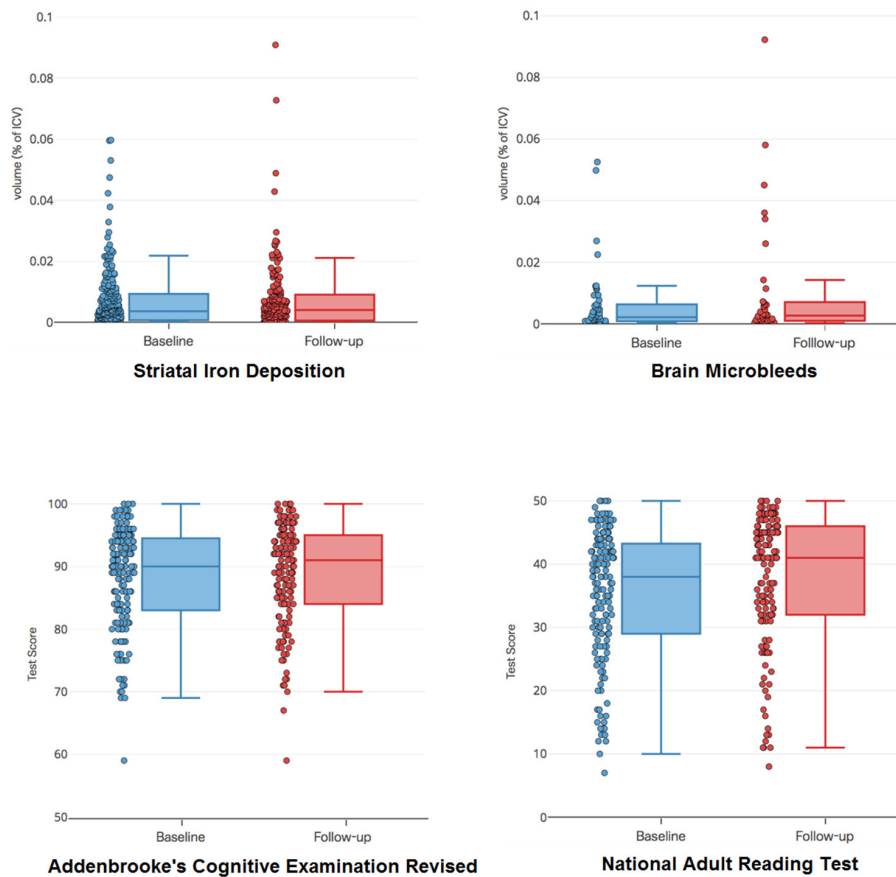 0.1
0.08
0.06
0.04
0.02
0
volume (% of ICV)
Baseline
Follow-up
Striatal Iron Deposition
0.1
0.08
0.06
0.04
0.02
0
volume (% of ICV)
Baseline
Folllow-up
Brain Microbleeds
100
90
80
70
60
50
Test Score
Baseline
Follow-up
Addenbrooke's Cognitive Examination Revised
50
40
30
20
10
0
Test Score
Baseline
Follow-up
National Adult Reading Test